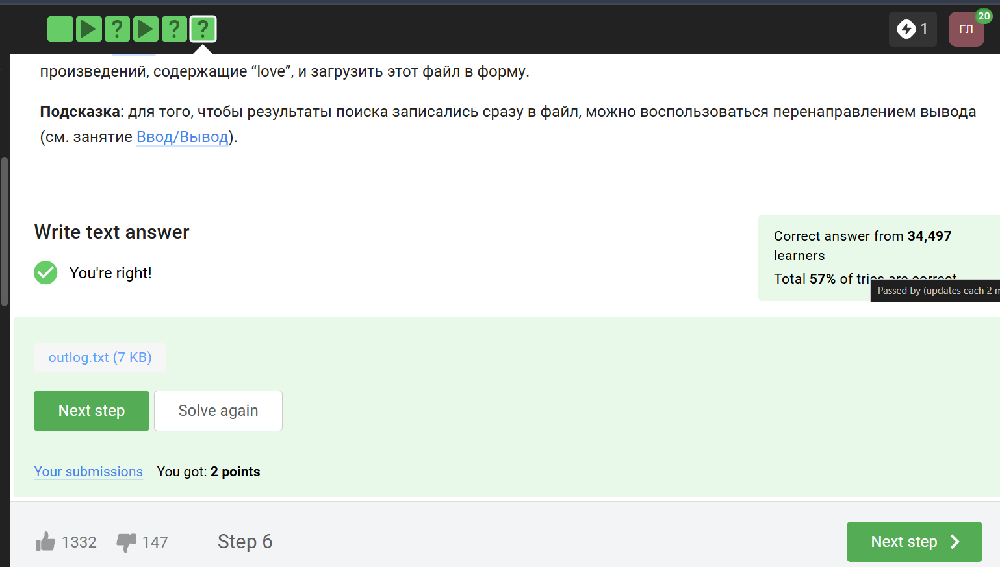 ? ? ?
1
ГЛ
20
произведений, содержащие “love”, и загрузить этот файл в форму.
Подсказка: для того, чтобы результаты поиска записались сразу в файл, можно воспользоваться перенаправлением вывода
(см. занятие Ввод/Вывод).
Write text answer
You're right!
Correct answer from 34,497
learners
Total 57% of tries are correct
Passed by (updates each 2 m
outlog.txt (7 KB)
Next step
Solve again
Your submissions You got: 2 points
1332
147
Step 6
Next step